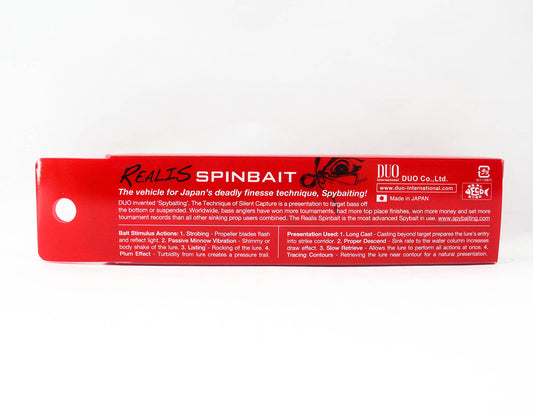 REALIS SPINBAIT
The vehicle for Japan's deadly finesse technique, Spybaiting!
DUO invented 'Spybaiting', The Technique of Silent Capture is a presentation to target bass off
the bottom or suspended. Worldwide, bass anglers have won more tournaments, had more top place finishes, won more money and set more
tournament records than all other sinking prop users combined. The Realis Spinbait is the most advanced Spybait in use. www.spybaiting.com
DUO DUO Co.,Ltd.
www.duo-international.com
Made in JAPAN
Bait Stimulus Actions: 1. Strobing - Propeller blades flash
and reflect light. 2. Passive Minnow Vibration - Shimmy or
body shake of the lure. 3. Listing - Rocking of the lure. 4.
Plum Effect - Turbidity from lure creates a pressure trail.
Presentation Used: 1. Long Cast - Casting beyond target prepares the lure's entry
into strike corridor. 2. Proper Descend - Sink rate to the water column increases
draw effect. 3. Slow Retrieve - Allows the lure to perform all actions at once. 4.
Tracing Contours - Retrieving the lure near contour for a natural presentation.